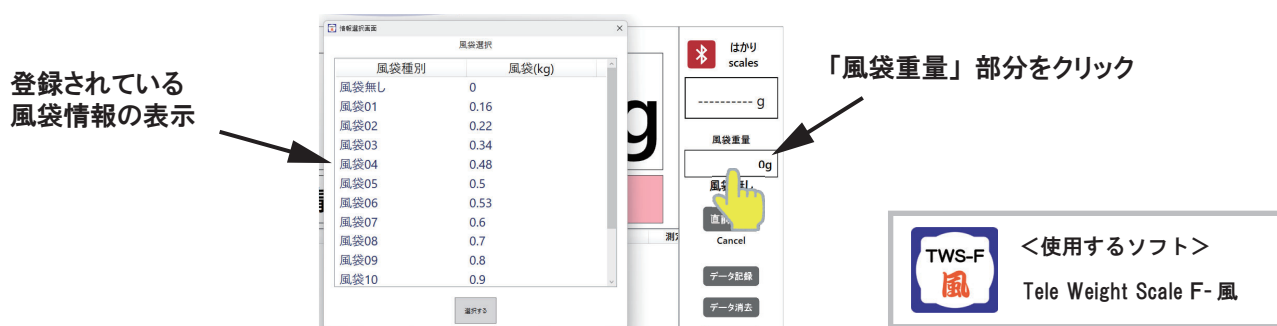 登録されている
風袋情報の表示
情報選択画面
×
風袋選択
風袋種別 風袋(kg)
風袋無し 0
風袋01 0.16
風袋02 0.22
風袋03 0.34
風袋04 0.48
風袋05 0.5
風袋06 0.53
風袋07 0.6
風袋08 0.7
風袋09 0.8
風袋10 0.9
選択する
g
はかり
scales
---------- g
風袋重量
0g
風
し
直前
Cancel
データ記録
データ消去
「風袋重量」部分をクリック
TWS-F
風
＜使用するソフト＞
Tele Weight Scale F-風